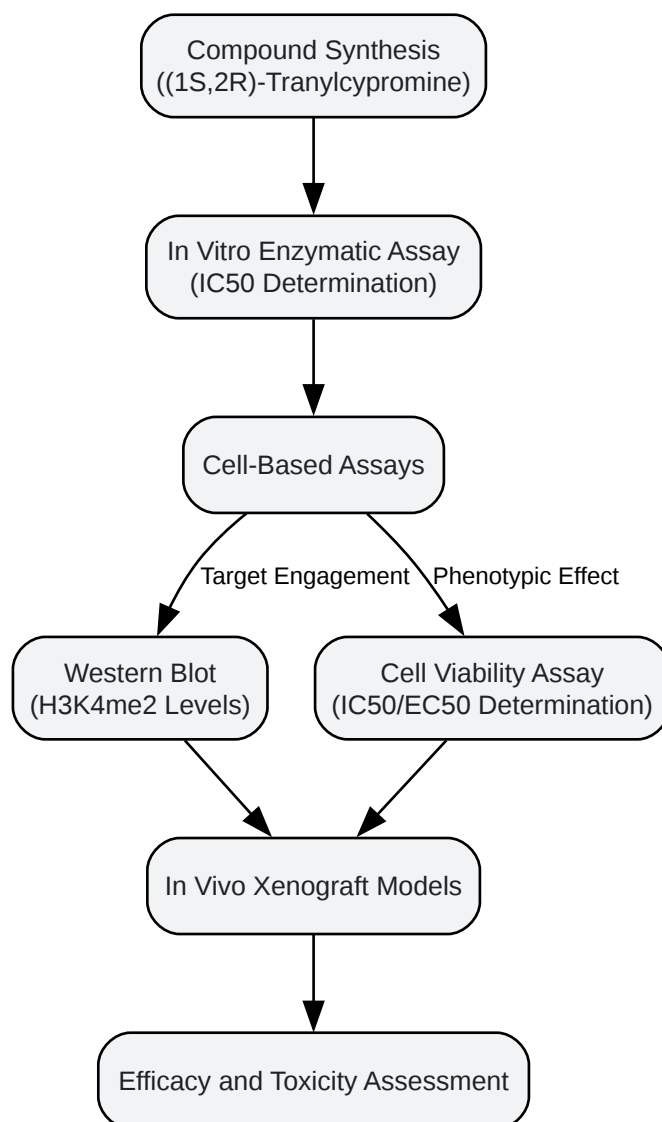 Compound Synthesis
((1S,2R)-Tranylcypromine)
In Vitro Enzymatic Assay
(IC50 Determination)
Cell-Based Assays
Target Engagement
Phenotypic Effect
Western Blot
(H3K4me2 Levels)
Cell Viability Assay
(IC50/EC50 Determination)
In Vivo Xenograft Models
Efficacy and Toxicity Assessment